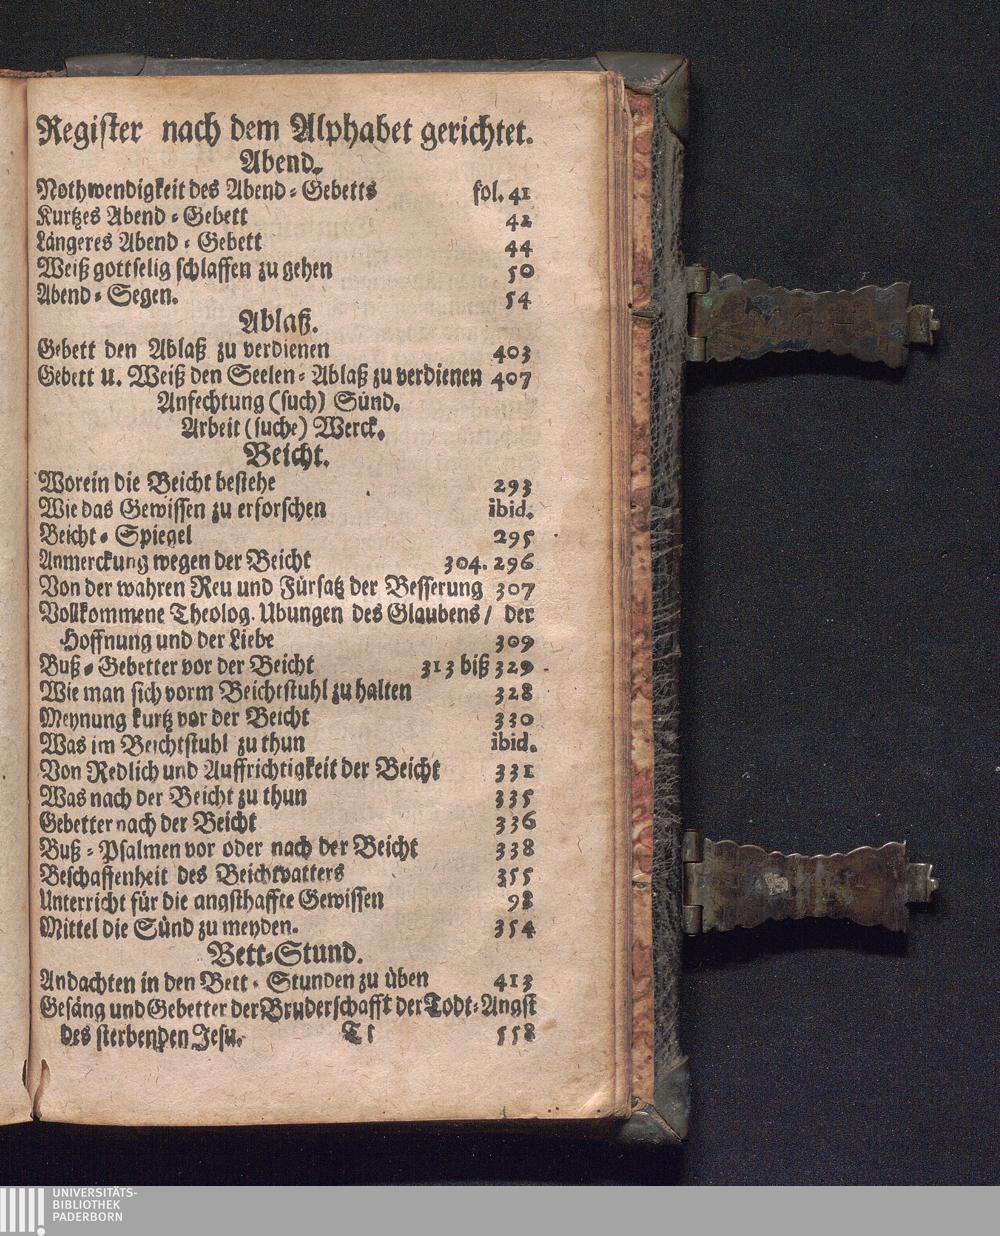 Register nach dem Alphabet gerichtet.
Abend.
Nothwendigkeit des Abend-Gebetts fol. 41
Kurtzes Abend-Gebett 42
Längeres Abend-Gebett 44
Weiß gottselig schlaffen zu gehen 50
Abend-Segen. 54
Ablaß.
Gebett den Ablaß zu verdienen 403
Gebett u. Weiß den Seelen-Ablaß zu verdienen 407
Anfechtung (such) Sünd.
Arbeit (suche) Werck.
Beicht.
Worein die Beicht bestehe 293
Wie das Gewissen zu erforschen ibid.
Beicht-Spiegel 295
Anmerckung wegen der Beicht 304. 296
Von der wahren Reu und Fürsatz der Besserung 307
Vollkommene Theolog. Ubungen des Glaubens / der
Hoffnung und der Liebe 309
Buß-Gebetter vor der Beicht 313 biß 329
Wie man sich vorm Beichtstuhl zu halten 328
Meynung kurtz vor der Beicht 330
Was im Beichtstuhl zu thun ibid.
Von Redlich und Auffrichtigkeit der Beicht 331
Was nach der Beicht zu thun 335
Gebetter nach der Beicht 336
Buß-Psalmen vor oder nach der Beicht 338
Beschaffenheit des Beichtvatters 355
Unterricht für die angsthaffte Gewissen 98
Mittel die Sünd zu meyden. 354
Bett-Stund.
Andachten in den Bett-Stunden zu üben 413
Gesäng und Gebetter der Bruderschafft der Todt-Angst
des sterbenden Jesu. 558
T t
UNIVERSITÄTS-
BIBLIOTHEK
PADERBORN